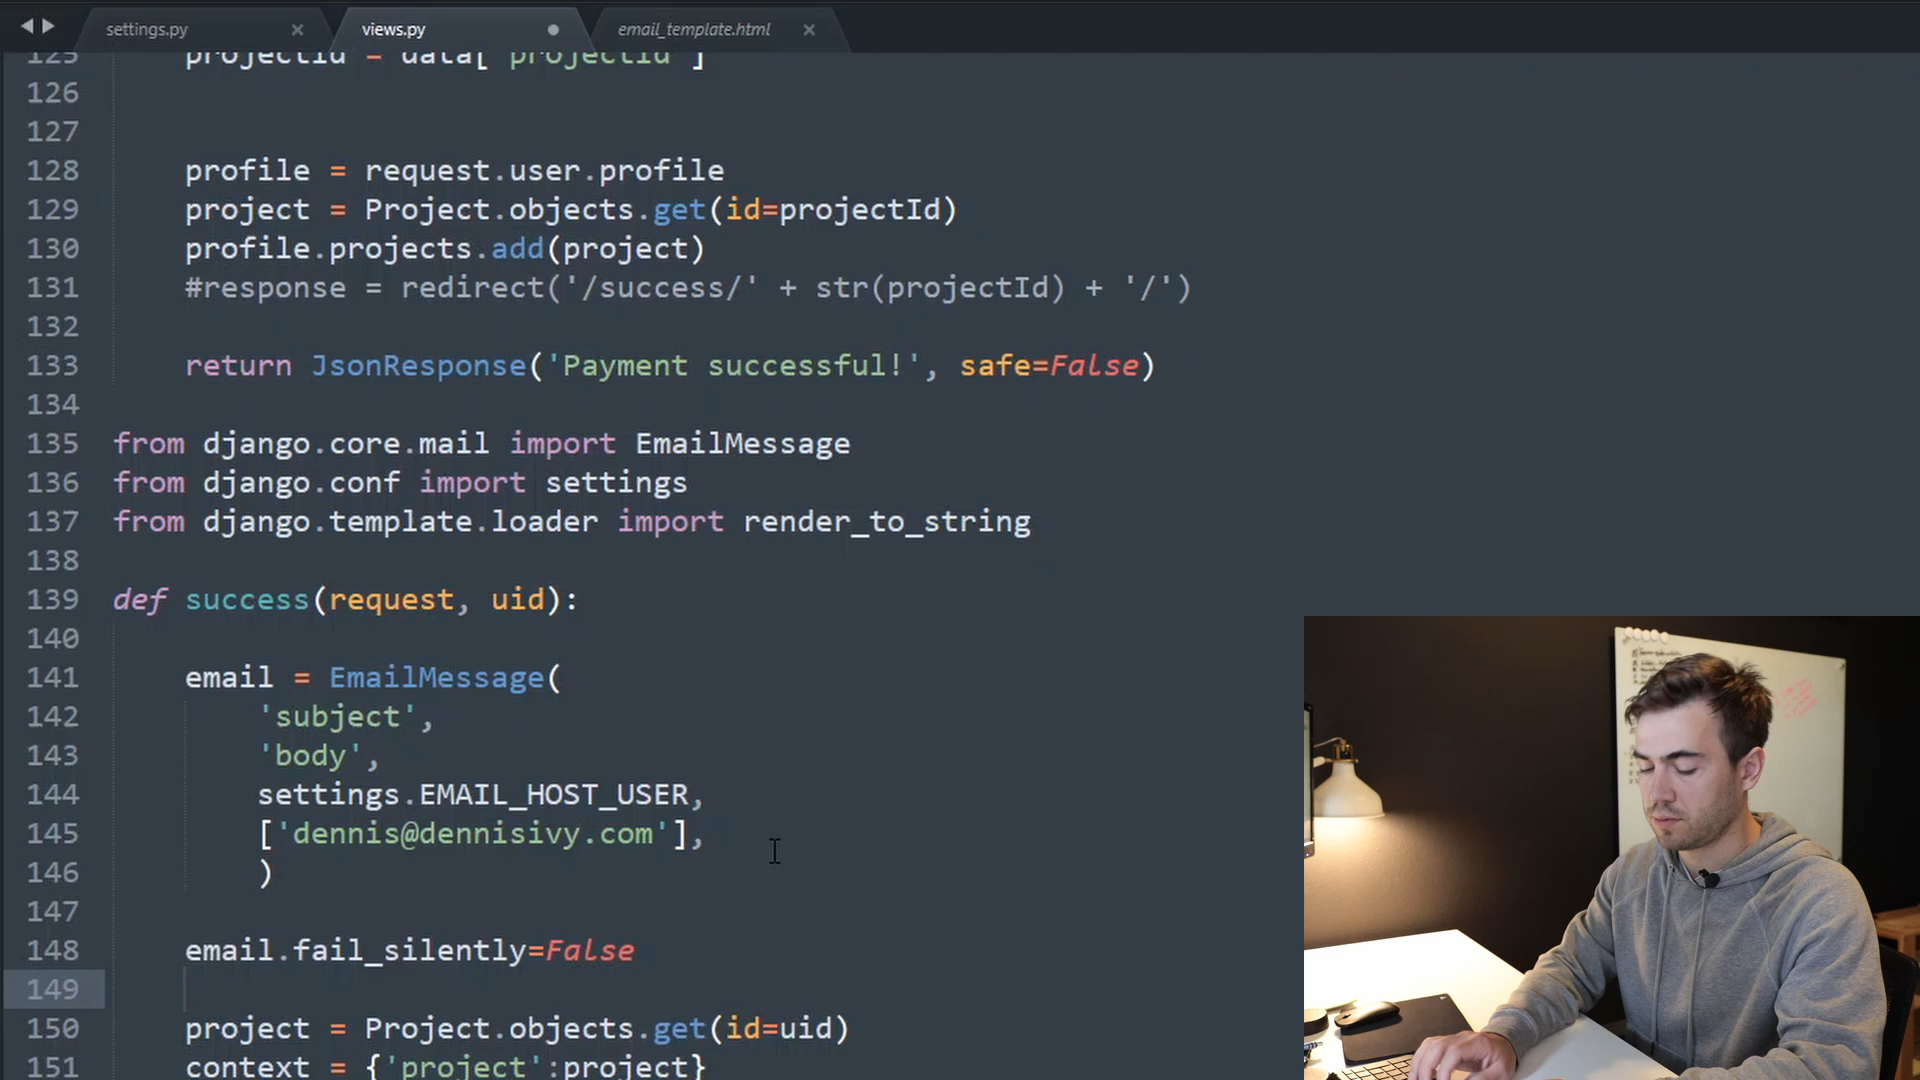 settings.py
views.py
email_template.html
125 projectId = data['projectId']
126
127
128 profile = request.user.profile
129 project = Project.objects.get(id=projectId)
130 profile.projects.add(project)
131 #response = redirect('/success/' + str(projectId) + '/')
132
133 return JsonResponse('Payment successful!', safe=False)
134
135 from django.core.mail import EmailMessage
136 from django.conf import settings
137 from django.template.loader import render_to_string
138
139 def success(request, uid):
140
141 email = EmailMessage(
142 'subject',
143 'body',
144 settings.EMAIL_HOST_USER,
145 ['dennis@dennisivy.com'],
146 )
147
148 email.fail_silently=False
149
150 project = Project.objects.get(id=uid)
151 context = {'project':project}